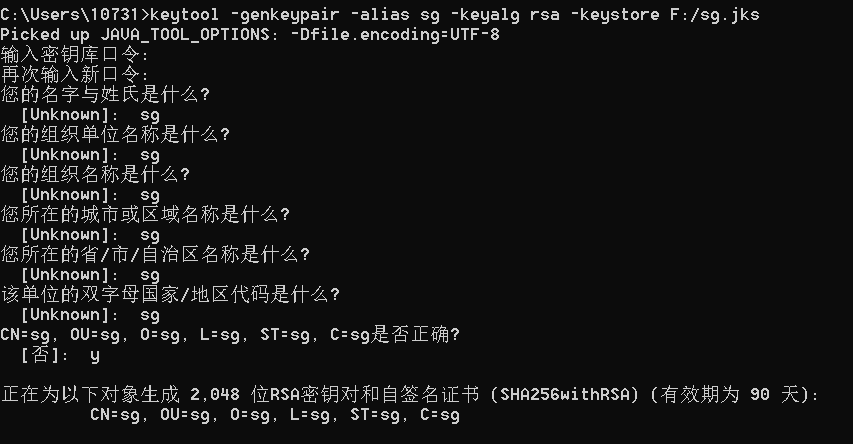 C:\Users\10731>keytool -genkeypair -alias sg -keyalg rsa -keystore F:/sg.jks
Picked up JAVA_TOOL_OPTIONS: -Dfile.encoding=UTF-8
输入密钥库口令:
再次输入新口令:
您的名字与姓氏是什么?
  [Unknown]:  sg
您的组织单位名称是什么?
  [Unknown]:  sg
您的组织名称是什么?
  [Unknown]:  sg
您所在的城市或区域名称是什么?
  [Unknown]:  sg
您所在的省/市/自治区名称是什么?
  [Unknown]:  sg
该单位的双字母国家/地区代码是什么?
  [Unknown]:  sg
CN=sg, OU=sg, O=sg, L=sg, ST=sg, C=sg是否正确?
  [否]:  y
正在为以下对象生成 2,048 位RSA密钥对和自签名证书 (SHA256withRSA) (有效期为 90 天):
         CN=sg, OU=sg, O=sg, L=sg, ST=sg, C=sg